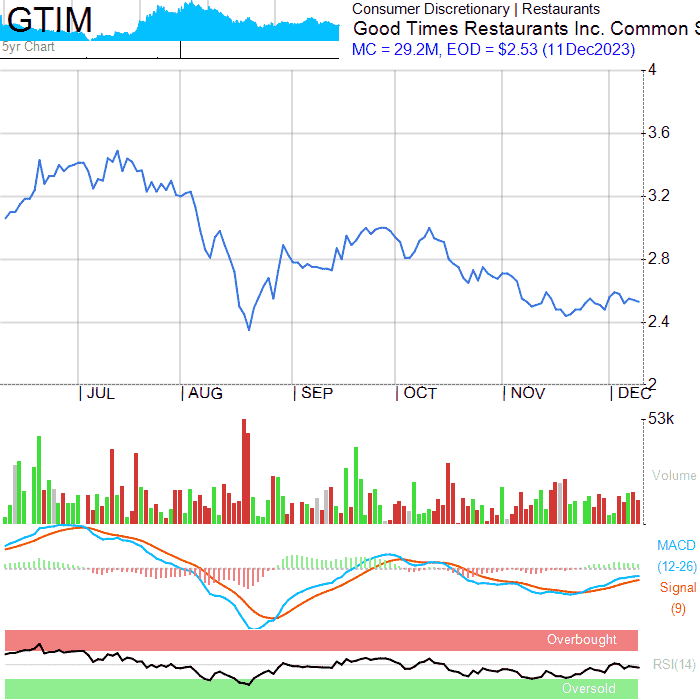 GTIM
5yr Chart
Consumer Discretionary | Restaurants
Good Times Restaurants Inc. Common S
MC = 29.2M, EOD = $2.53 (11Dec2023)
4
3.6
3.2
2.8
2.4
2
| JUL | AUG | SEP | OCT | NOV | DEC
53k
Volume
MACD
(12-26)
Signal
(9)
Overbought
RSI(14)
Oversold